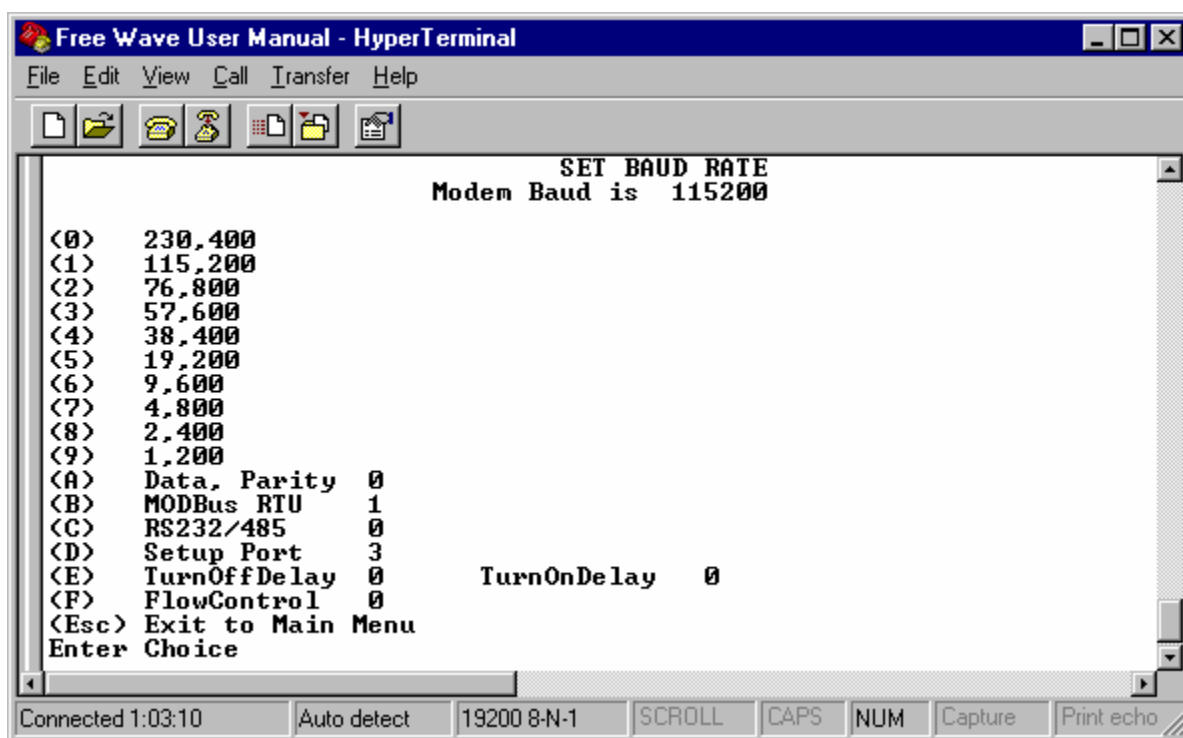 Free Wave User Manual - HyperTerminal
File Edit View Call Transfer Help
SET BAUD RATE
Modem Baud is 115200
(0) 230,400
(1) 115,200
(2) 76,800
(3) 57,600
(4) 38,400
(5) 19,200
(6) 9,600
(7) 4,800
(8) 2,400
(9) 1,200
(A) Data, Parity 0
(B) MODBus RTU 1
(C) RS232/485 0
(D) Setup Port 3
(E) TurnOffDelay 0 TurnOnDelay 0
(F) FlowControl 0
(Esc) Exit to Main Menu
Enter Choice
Connected 1:03:10 Auto detect 19200 8-N-1 SCROLL CAPS NUM Capture Print echo